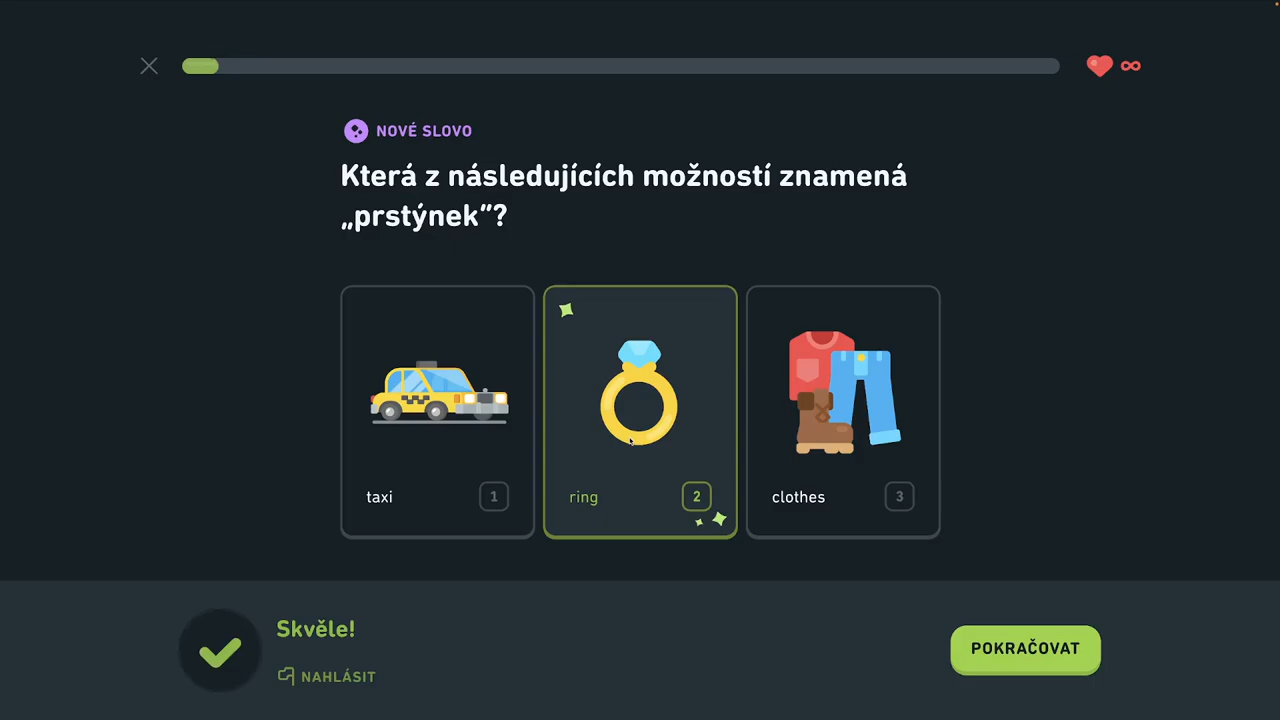 NOVÉ SLOVO
Která z následujících možností znamená
„prstýnek“?
taxi
1
ring
2
clothes
3
Skvěle!
NAHLÁSIT
POKRAČOVAT